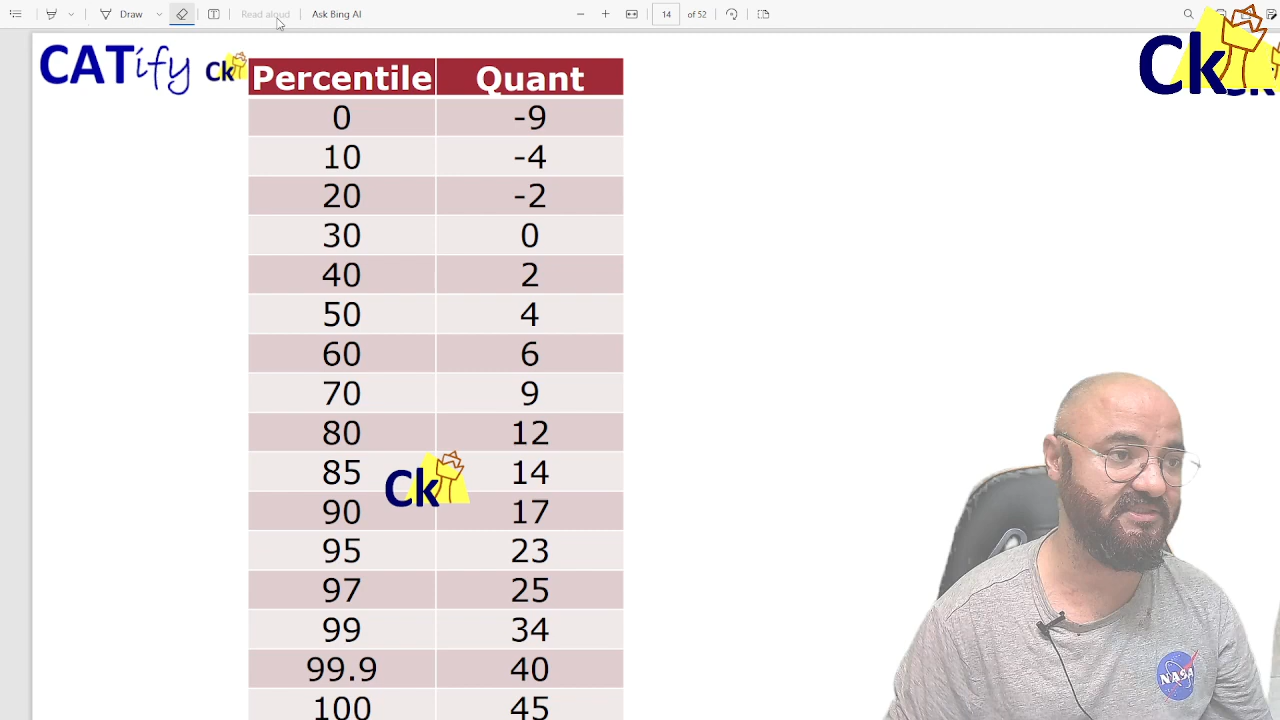 Draw
Read aloud
Ask Bing AI
14 of 52
CATify Ck
Ck
Percentile Quant
0 -9
10 -4
20 -2
30 0
40 2
50 4
60 6
70 9
80 12
85 14
Ck
90 17
95 23
97 25
99 34
99.9 40
100 45
NASA